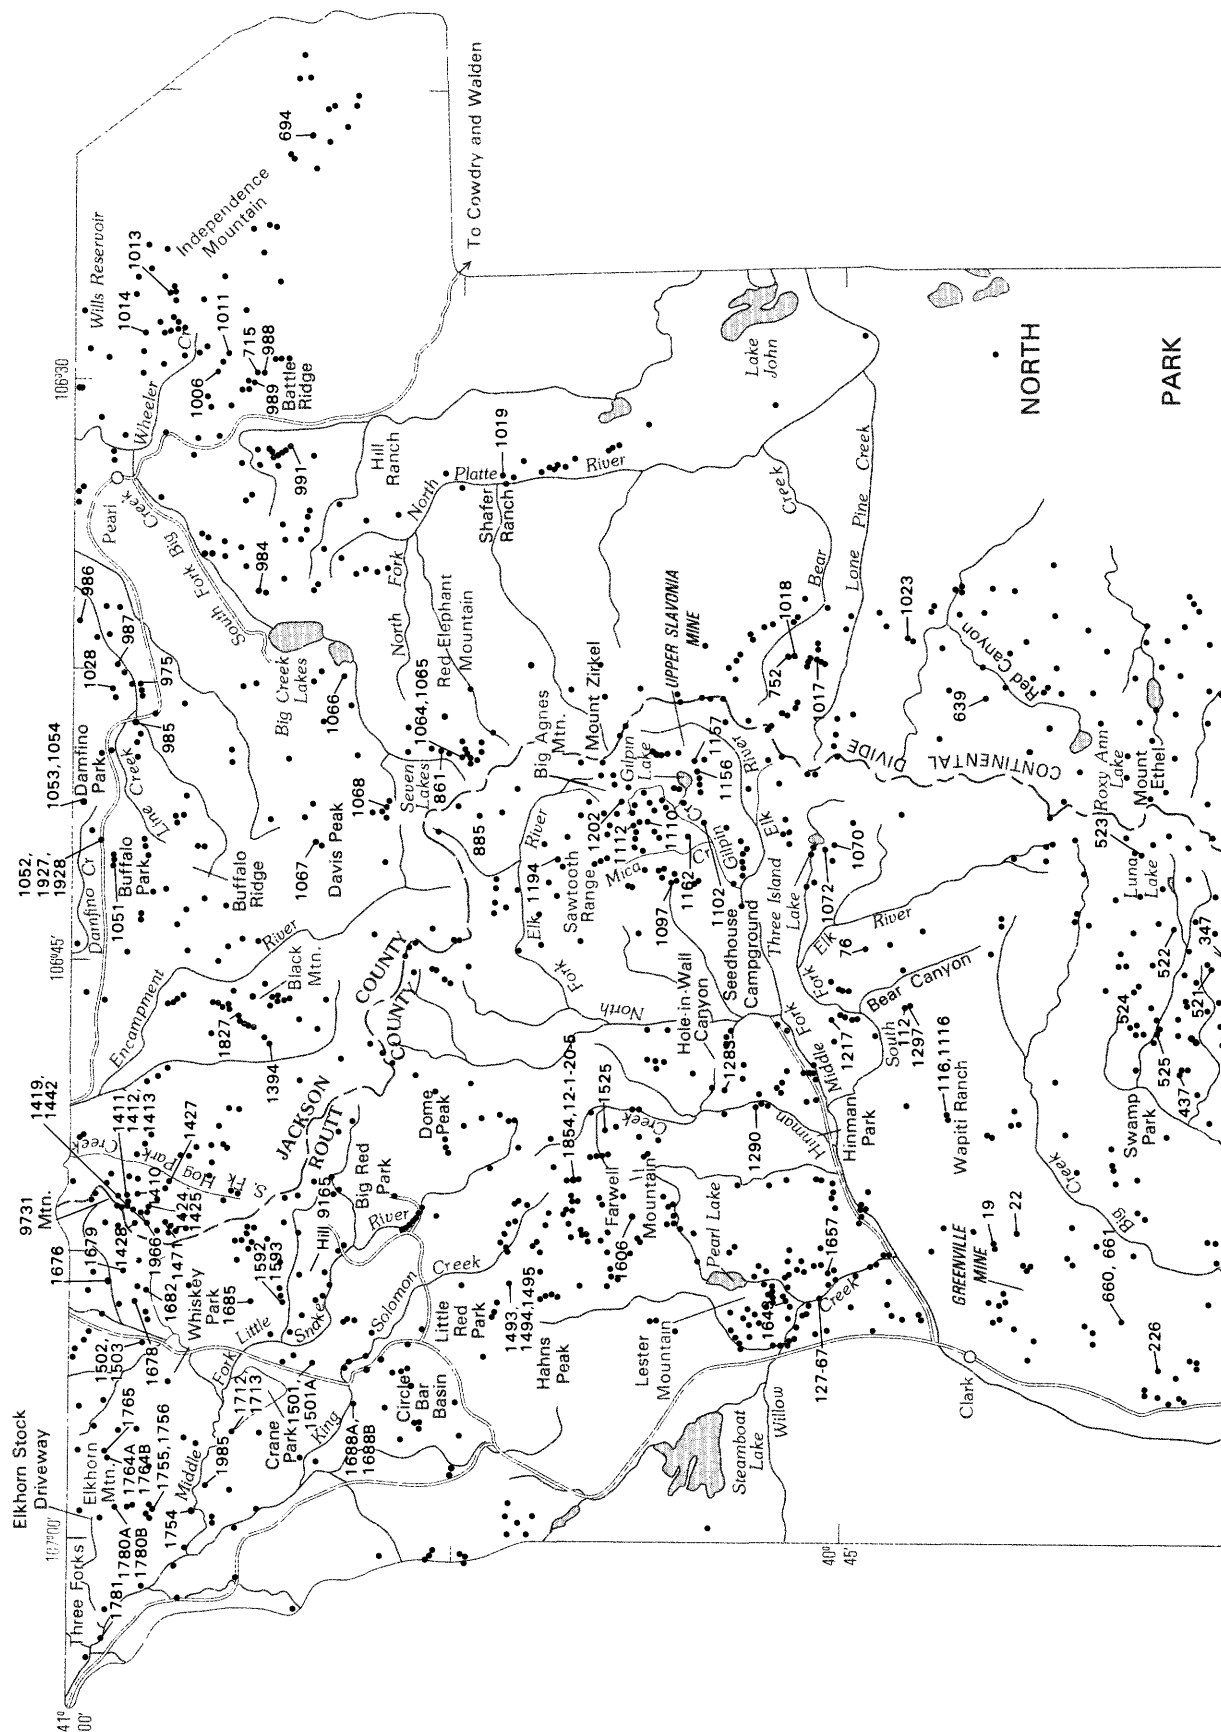 Elkhorn Stock
Driveway
41°
00'
107°00'
106°45'
106°30
40°
45'
Three Forks
1781
1780A
1780B
Elkhorn
Mtn.
1764A
1764B
1765
1755, 1756
1754
Middle
Fork
Little
Snake
River
1985
1712,
1713
Crane
Park
1501,
1501A
King
Solomon
Creek
1688A
1688B
Circle
Bar
Basin
1502,
1503
1678
1676
1679
1428
1966
1682
1471
Whiskey
Park
1685
1592
1593
Hill 9165
Big Red
Park
Little
Red Park
9731
Mtn.
1419,
1442
1411,
1412,
1413
1410
1424
1425
1427
Hog Park
Creek
S. Fk
JACKSON
COUNTY
ROUTT
COUNTY
1394
1827
Black
Mtn.
Encampment
River
Dome
Peak
1052,
1927,
1928
1053, 1054
Damfino
Park
Damfino Cr
1051
Buffalo
Park
Line
Creek
Buffalo
Ridge
1067
Davis Peak
1068
Seven
Lakes
861
885
1028
986
987
975
985
Pearl
South Fork Big Creek
Big Creek
Lakes
1066
1064, 1065
984
991
Wheeler
Cr
Wills Reservoir
1014
1013
1011
1006
715
988
989
Battle
Ridge
Independence
Mountain
694
To Cowdry and Walden
Hill
Ranch
North
Fork
North
Platte
River
Shafer
Ranch
1019
Red Elephant
Mountain
Big Agnes
Mtn.
Mount Zirkel
Gilpin
Lake
UPPER SLAVONIA
MINE
1157
1156
River
1202
1112
1110
Mica
Cr
Gilpin
Cr
1162
1102
1097
Sawtooth
Range
1194
Elk
River
North
Fork
Hole-in-Wall
Canyon
Seedhouse
Campground
Three Island
Lake
Elk
1072
1070
1283
1290
Hinman
Creek
Hinman
Park
Middle
Fork
1217
South
Fork
Elk
River
76
Bear Canyon
112
1297
116, 1116
Wapiti Ranch
1854, 12-1-20-5
1525
Farwell
Mountain
1606
1493,
1494, 1495
Hahns
Peak
Pearl Lake
Lester
Mountain
1649
1657
127-67
Willow
Creek
Steamboat
Lake
Clark
GREENVILLE
MINE
19
22
660, 661
226
Big
Creek
Swamp
Park
524
525
437
522
521
347
523
Luna
Lake
Roxy Ann
Lake
Mount
Ethel
CONTINENTAL
DIVIDE
639
Red Canyon
1023
752
1018
1017
Bear
Creek
Lone
Pine
Creek
Lake
John
NORTH
PARK